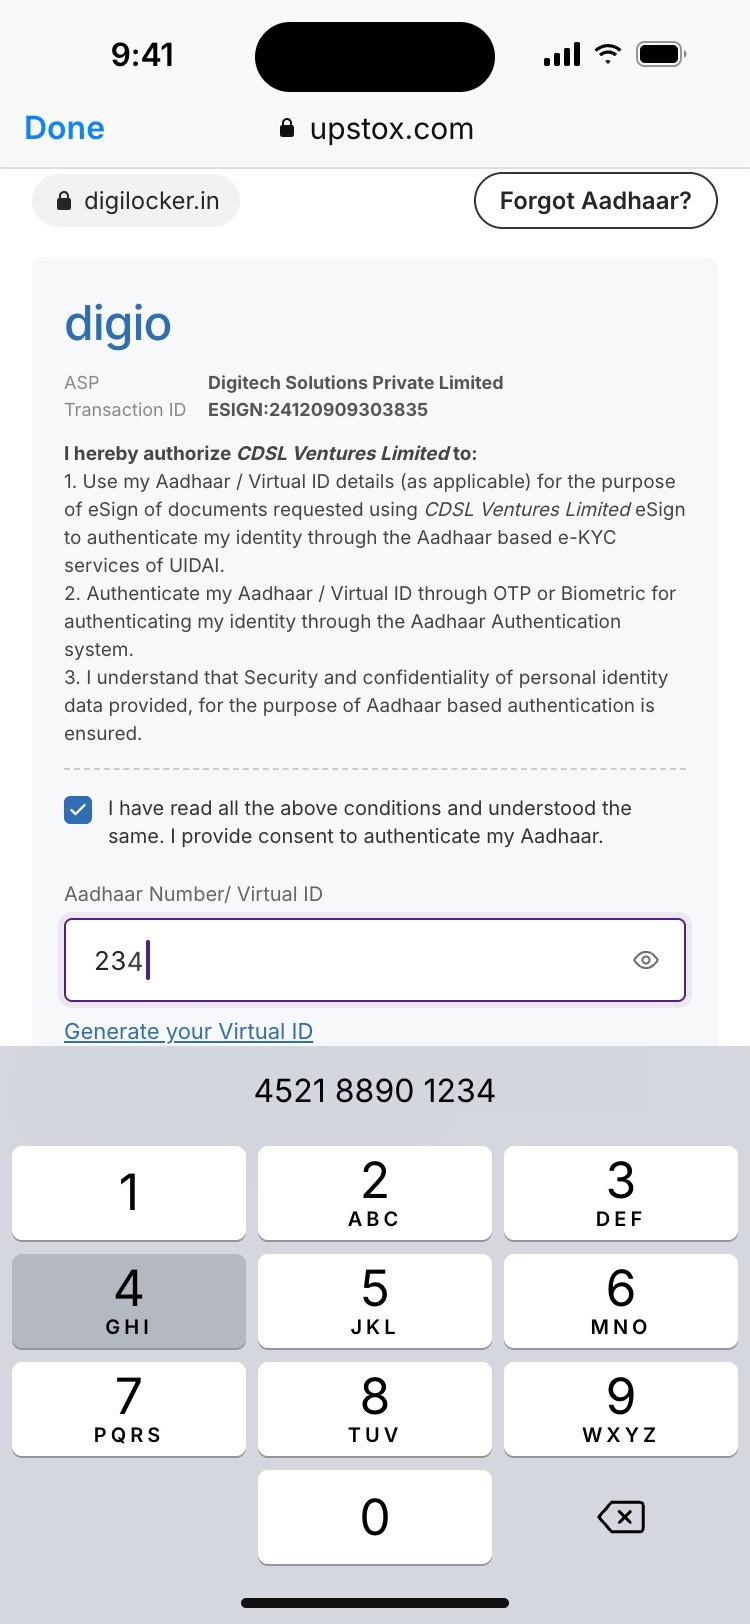 9:41
Done
upstox.com
digilocker.in
Forgot Aadhaar?
digio
ASP Digitech Solutions Private Limited
Transaction ID ESIGN:24120909303835
I hereby authorize CDSL Ventures Limited to:
1. Use my Aadhaar / Virtual ID details (as applicable) for the purpose
of eSign of documents requested using CDSL Ventures Limited eSign
to authenticate my identity through the Aadhaar based e-KYC
services of UIDAI.
2. Authenticate my Aadhaar / Virtual ID through OTP or Biometric for
authenticating my identity through the Aadhaar Authentication
system.
3. I understand that Security and confidentiality of personal identity
data provided, for the purpose of Aadhaar based authentication is
ensured.
I have read all the above conditions and understood the
same. I provide consent to authenticate my Aadhaar.
Aadhaar Number/ Virtual ID
234
Generate your Virtual ID
4521 8890 1234
1
2
ABC
3
DEF
4
GHI
5
JKL
6
MNO
7
PQRS
8
TUV
9
WXYZ
0